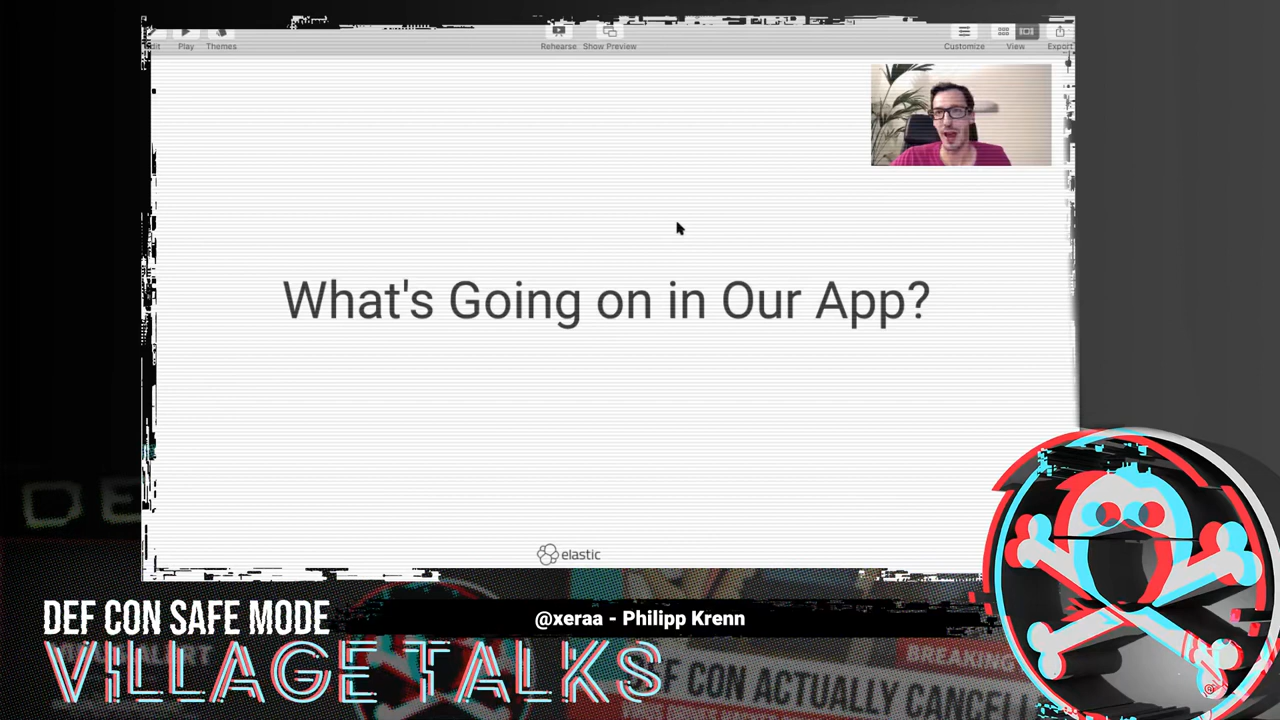 Play
Themes
Rehearse
Show Preview
Customize
View
Export
What's Going on in Our App?
elastic
DEF CON SAFE MODE
@xeraa - Philipp Krenn
VILLAGE TALKS
BREAKING
F CON ACTUALLY CANCELL